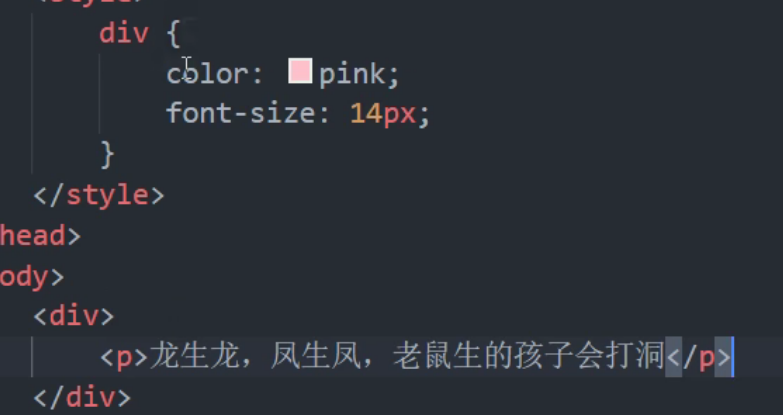 <style>
div {
color: pink;
font-size: 14px;
}
</style>
head>
ody>
<div>
<p>龙生龙，凤生凤，老鼠生的孩子会打洞</p>
</div>